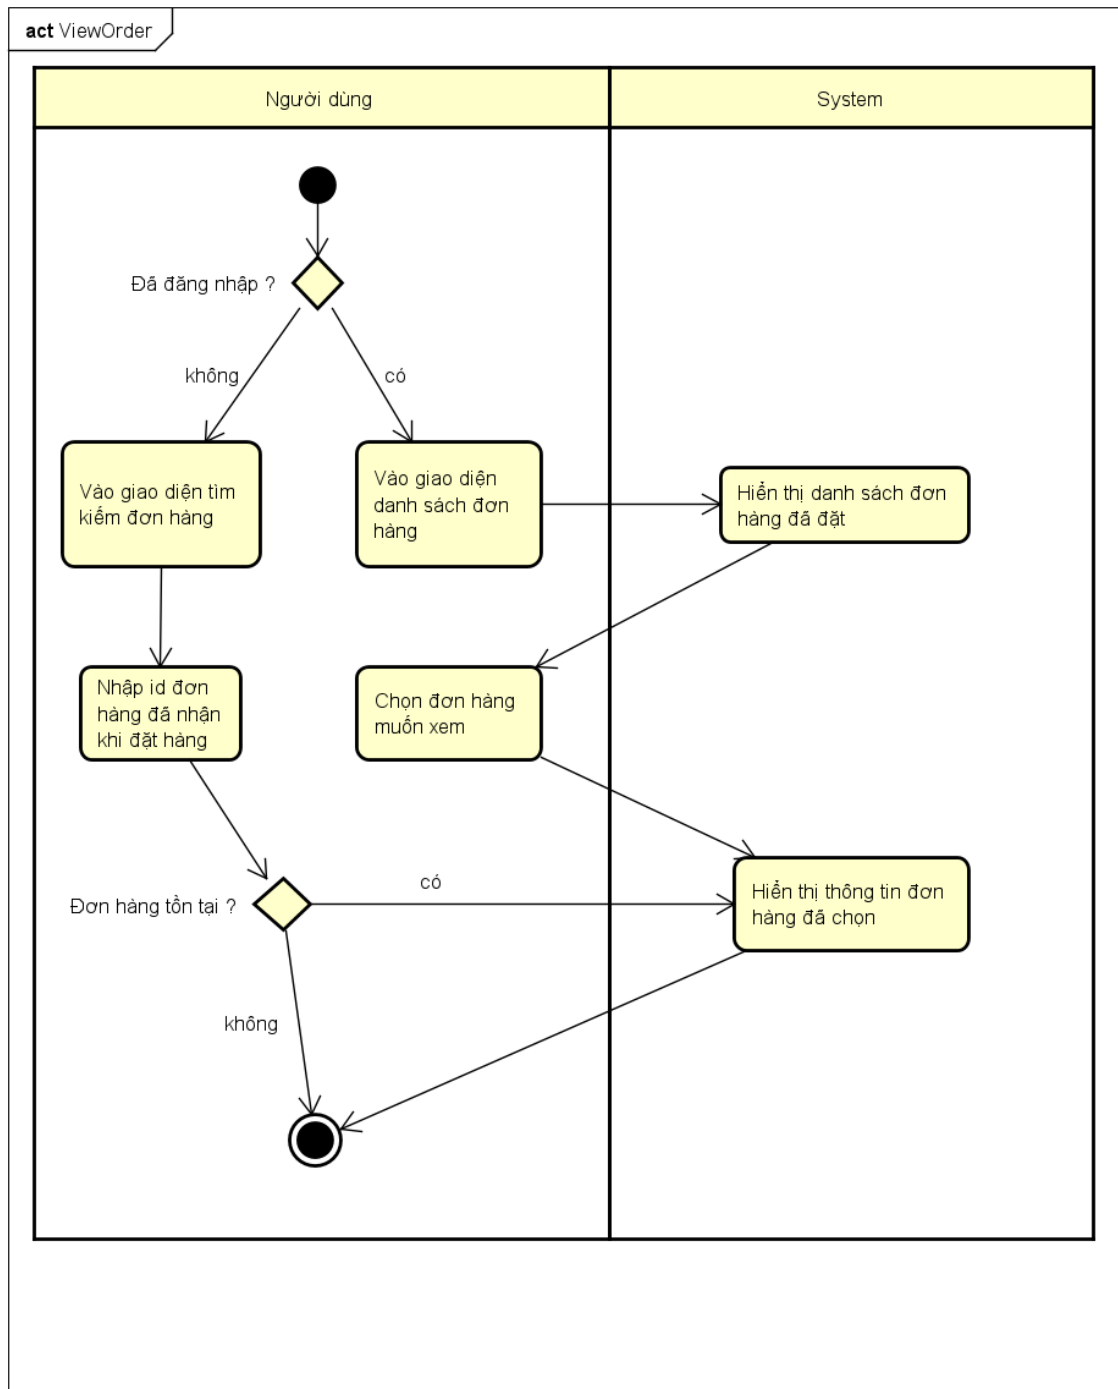 act ViewOrder
Người dùng
System
Đã đăng nhập ?
không
có
Vào giao diện tìm
kiếm đơn hàng
Vào giao diện
danh sách đơn
hàng
Hiển thị danh sách đơn
hàng đã đặt
Nhập id đơn
hàng đã nhận
khi đặt hàng
Chọn đơn hàng
muốn xem
Đơn hàng tồn tại ?
có
Hiển thị thông tin đơn
hàng đã chọn
không